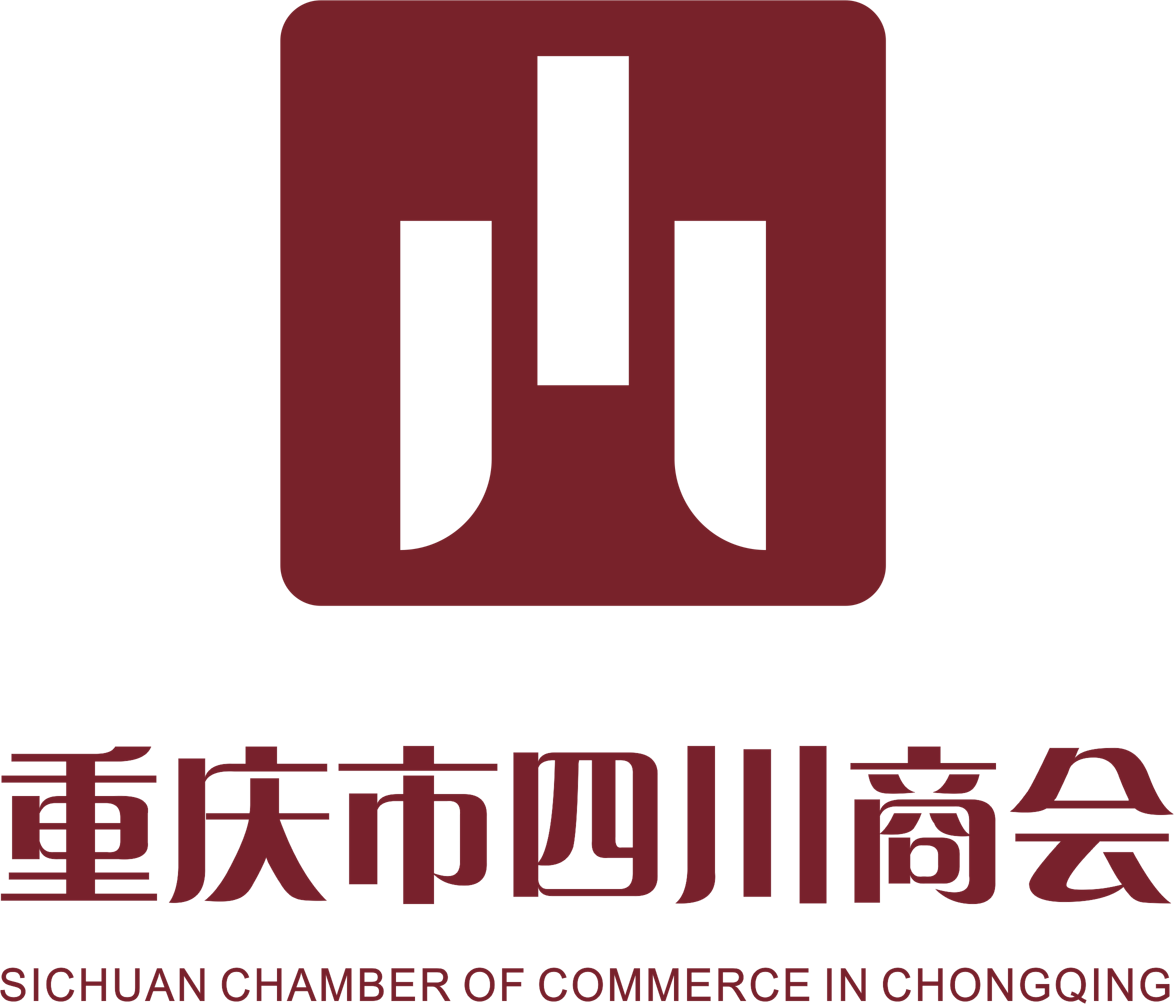 重庆市四川商会
SICHUAN CHAMBER OF COMMERCE IN CHONGQING